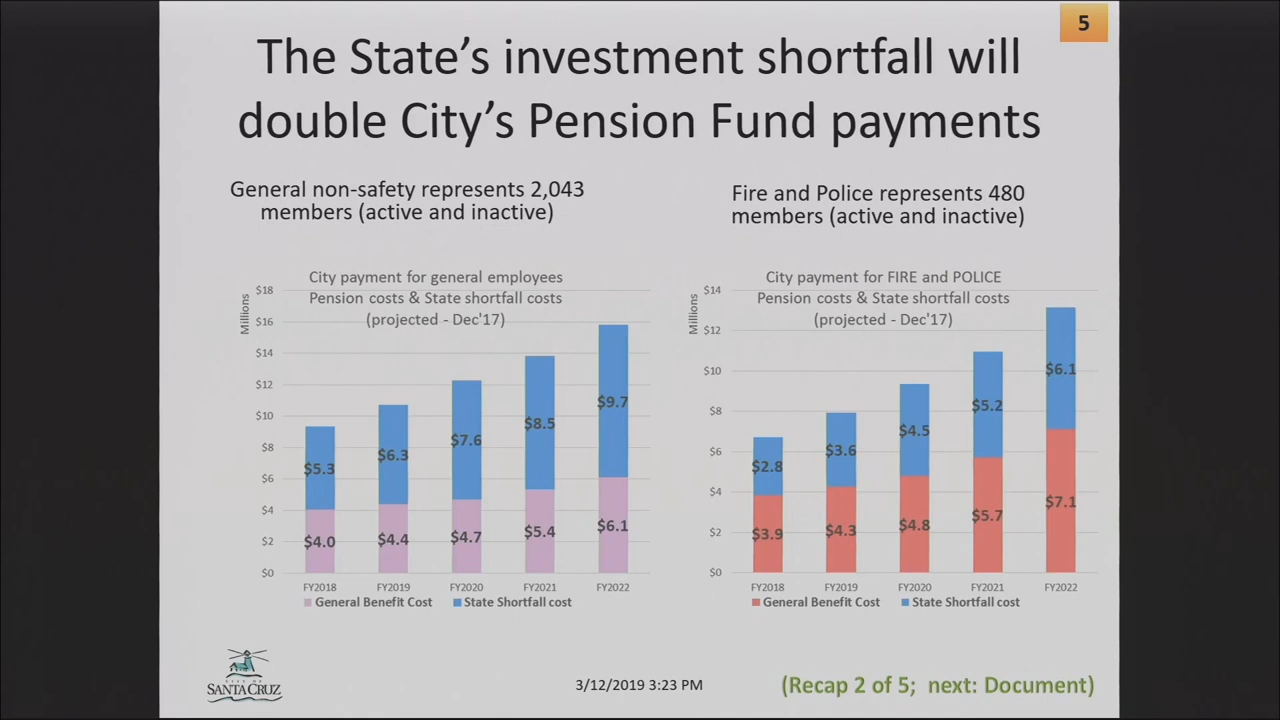 5
The State's investment shortfall will
double City's Pension Fund payments
General non-safety represents 2,043
members (active and inactive)
Fire and Police represents 480
members (active and inactive)
City payment for general employees
Pension costs & State shortfall costs
(projected - Dec'17)
Millions
$18
$16
$14
$12
$10
$8
$6
$4
$2
$0
$5.3
$6.3
$7.6
$8.5
$9.7
$4.0
$4.4
$4.7
$5.4
$6.1
FY2018 FY2019 FY2020 FY2021 FY2022
General Benefit Cost State Shortfall cost
City payment for FIRE and POLICE
Pension costs & State shortfall costs
(projected - Dec'17)
Millions
$14
$12
$10
$8
$6
$4
$2
$0
$2.8
$3.6
$4.5
$5.2
$6.1
$3.9
$4.3
$4.8
$5.7
$7.1
FY2018 FY2019 FY2020 FY2021 FY2022
General Benefit Cost State Shortfall cost
CITY OF
SANTA CRUZ
3/12/2019 3:23 PM
(Recap 2 of 5; next: Document)